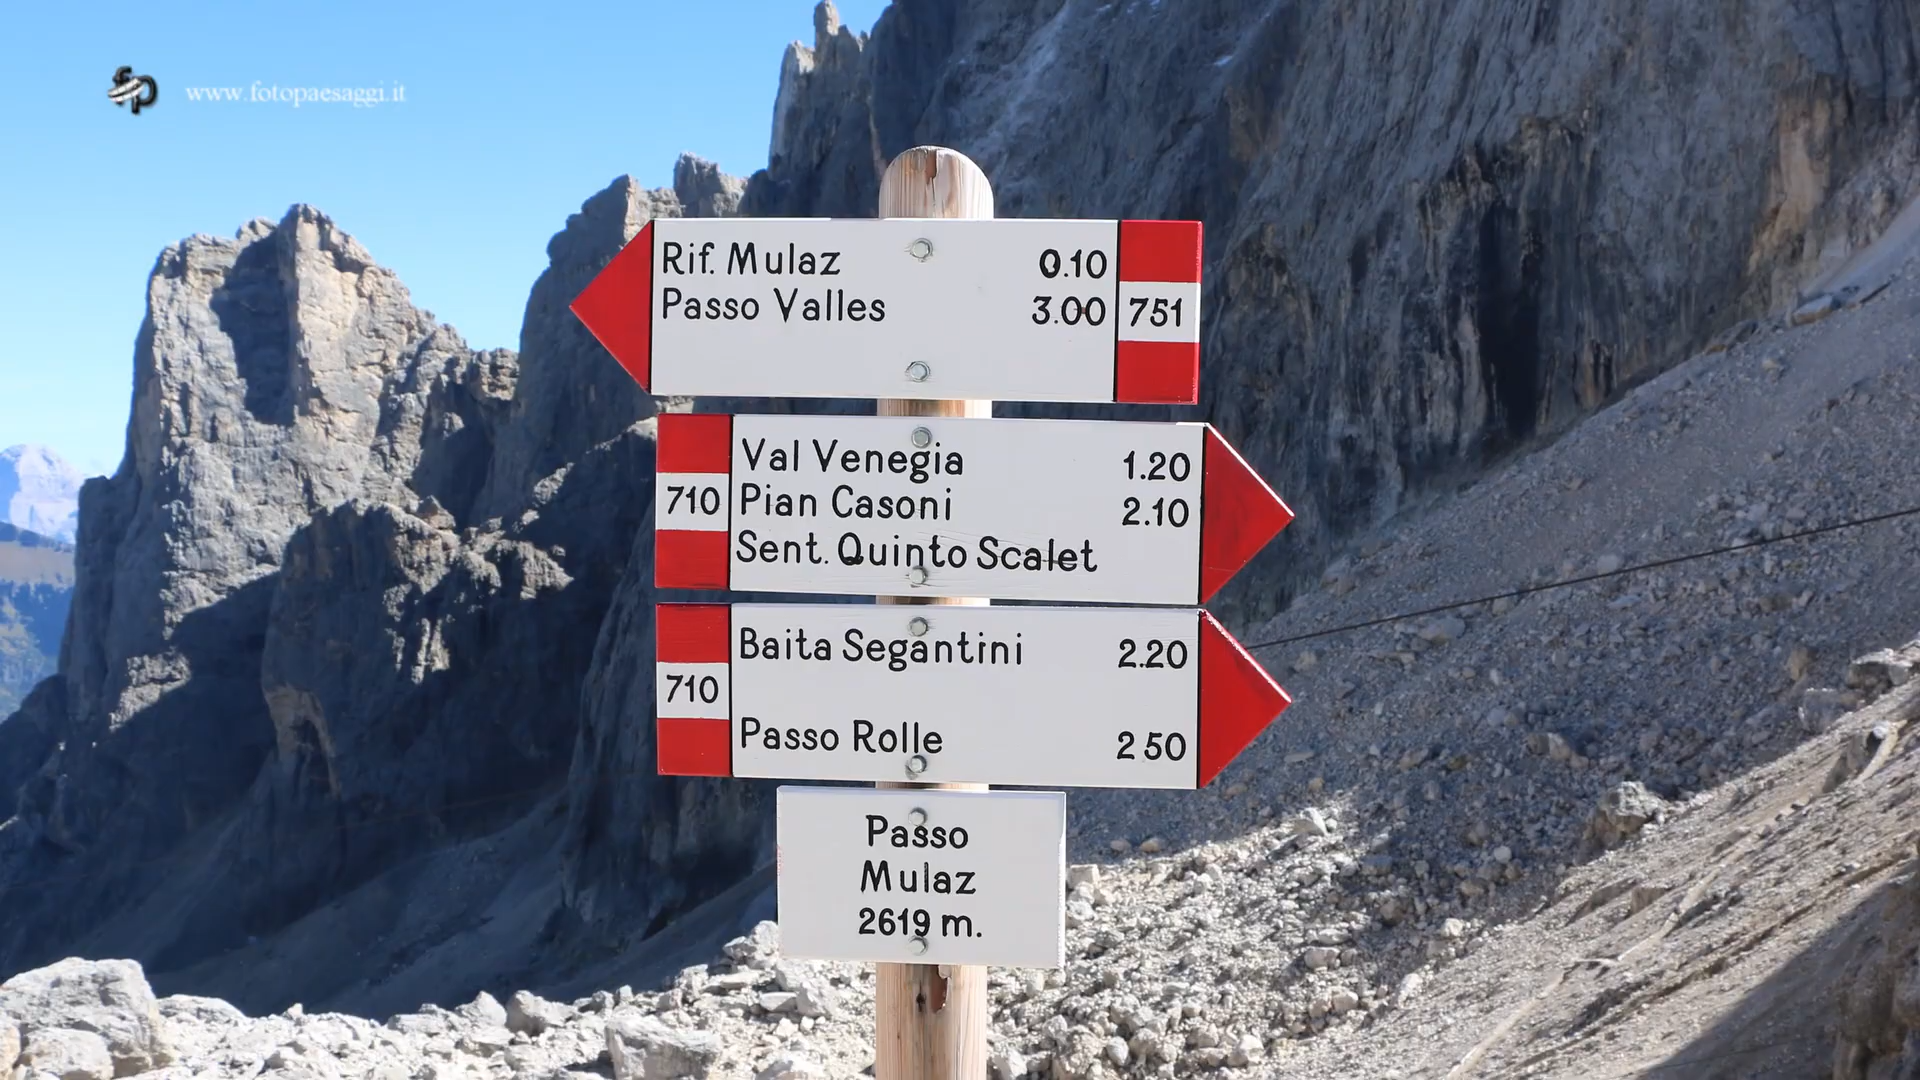 fp www.fotopaesaggi.it
Rif. Mulaz 0.10
Passo Valles 3.00
751
Val Venegia 1.20
710
Pian Casoni 2.10
Sent. Quinto Scalet
Baita Segantini 2.20
710
Passo Rolle 2 50
Passo
Mulaz
2619 m.